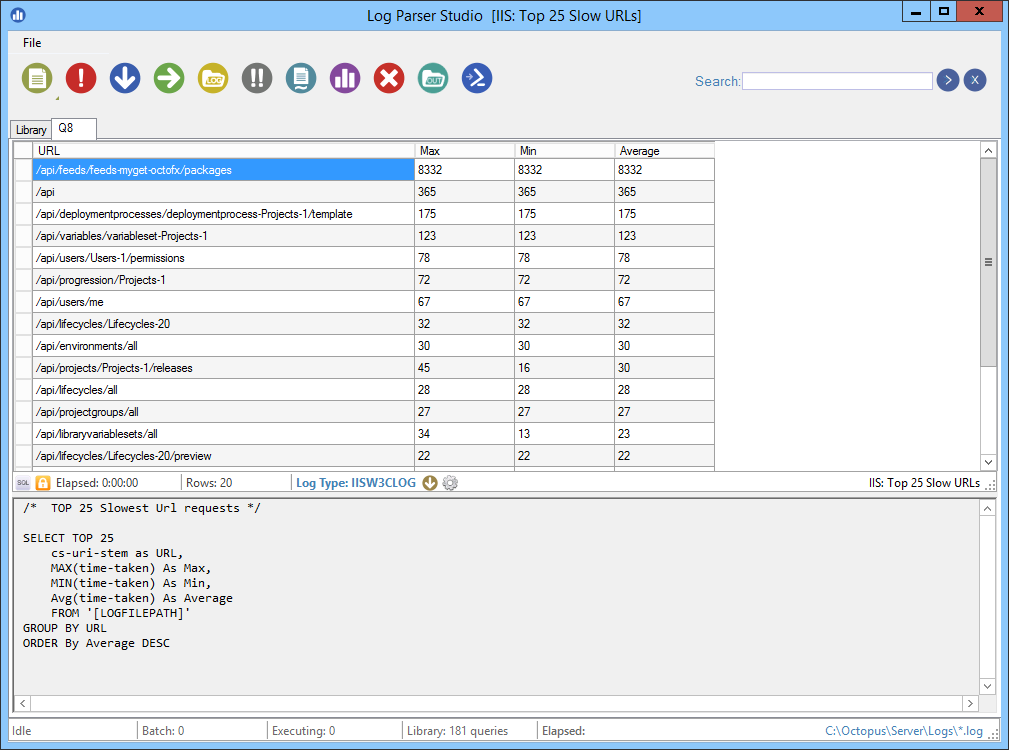 Log Parser Studio  [IIS: Top 25 Slow URLs]
File
LOG OUT
Search: > X
Library Q8
URL Max Min Average
/api/feeds/feeds-myget-octofx/packages 8332 8332 8332
/api 365 365 365
/api/deploymentprocesses/deploymentprocess-Projects-1/template 175 175 175
/api/variables/variableset-Projects-1 123 123 123
/api/users/Users-1/permissions 78 78 78
/api/progression/Projects-1 72 72 72
/api/users/me 67 67 67
/api/lifecycles/Lifecycles-20 32 32 32
/api/environments/all 30 30 30
/api/projects/Projects-1/releases 45 16 30
/api/lifecycles/all 28 28 28
/api/projectgroups/all 27 27 27
/api/libraryvariablesets/all 34 13 23
/api/lifecycles/Lifecycles-20/preview 22 22 22
SQL Elapsed: 0:00:00 Rows: 20 Log Type: IISW3CLOG IIS: Top 25 Slow URLs
/*  TOP 25 Slowest Url requests */
SELECT TOP 25
cs-uri-stem as URL,
MAX(time-taken) As Max,
MIN(time-taken) As Min,
Avg(time-taken) As Average
FROM '[LOGFILEPATH]'
GROUP BY URL
ORDER By Average DESC
Idle Batch: 0 Executing: 0 Library: 181 queries Elapsed: C:\Octopus\Server\Logs\*.log